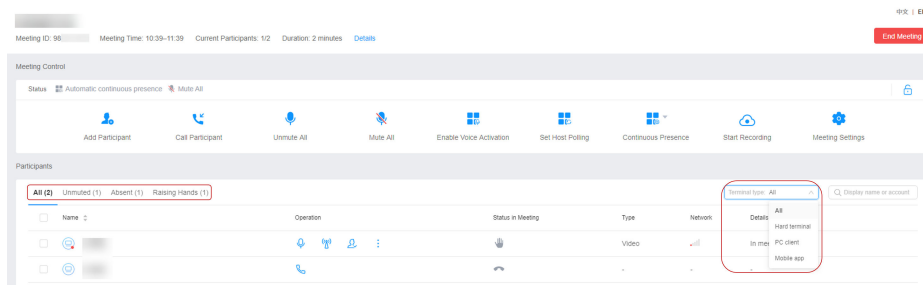 中文 | EN
Meeting ID: 98 Meeting Time: 10:39–11:39 Current Participants: 1/2 Duration: 2 minutes Details
End Meeting
Meeting Control
Status Automatic continuous presence Mute All
Add Participant Call Participant Unmute All Mute All Enable Voice Activation Set Host Polling Continuous Presence Start Recording Meeting Settings
Participants
All (2) Unmuted (1) Absent (1) Raising Hands (1) Terminal type All Display name or account
Name Operation Status in Meeting Type Network Details
All
Hard terminal
Video In mee PC client
Mobile app
- - -